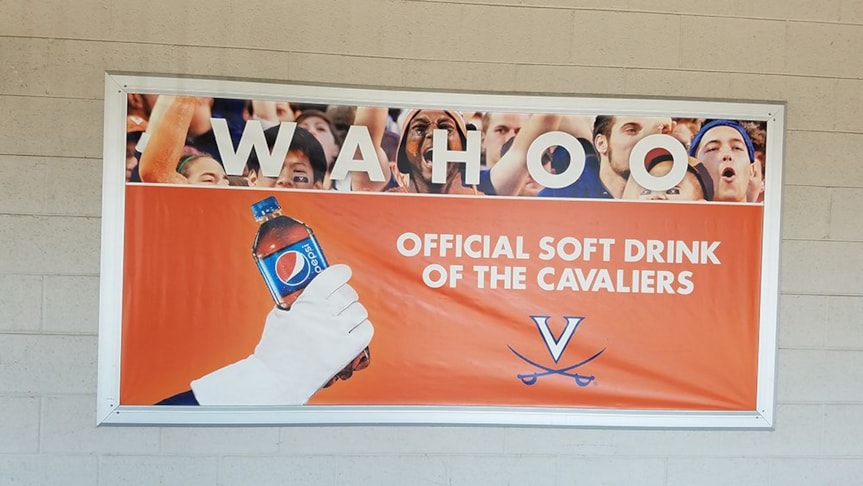 WAHOO
OFFICIAL SOFT DRINK
OF THE CAVALIERS
pepsi
V